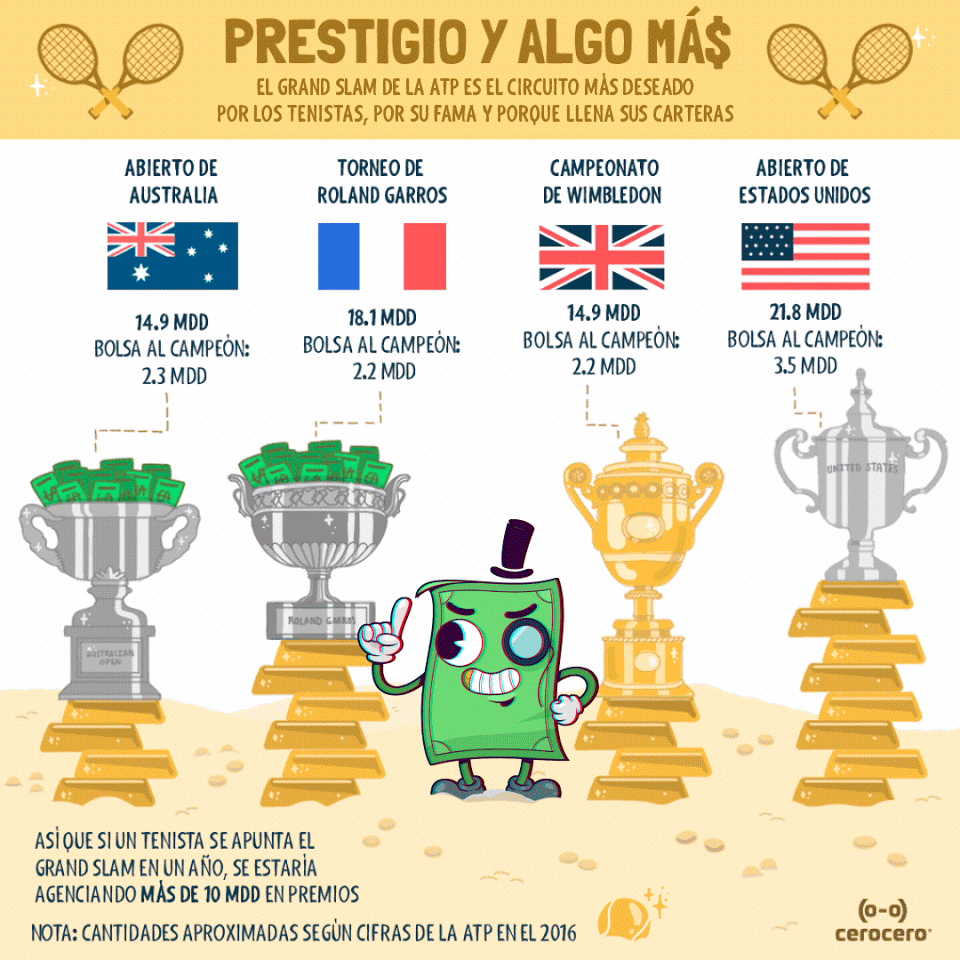 PRESTIGIO Y ALGO MÁ$
EL GRAND SLAM DE LA ATP ES EL CIRCUITO MÁS DESEADO
POR LOS TENISTAS, POR SU FAMA Y PORQUE LLENA SUS CARTERAS
ABIERTO DE
AUSTRALIA
14.9 MDD
BOLSA AL CAMPEÓN:
2.3 MDD
TORNEO DE
ROLAND GARROS
18.1 MDD
BOLSA AL CAMPEÓN:
2.2 MDD
CAMPEONATO
DE WIMBLEDON
14.9 MDD
BOLSA AL CAMPEÓN:
2.2 MDD
ABIERTO DE
ESTADOS UNIDOS
21.8 MDD
BOLSA AL CAMPEÓN:
3.5 MDD
AUSTRALIAN
OPEN
ROLAND GARROS
UNITED STATES
ASÌ QUE SI UN TENISTA SE APUNTA EL
GRAND SLAM EN UN AÑO, SE ESTARÌA
AGENCIANDO MÁS DE 10 MDD EN PREMIOS
NOTA: CANTIDADES APROXIMADAS SEGÙN CIFRAS DE LA ATP EN EL 2016
(o-o)
cerocero